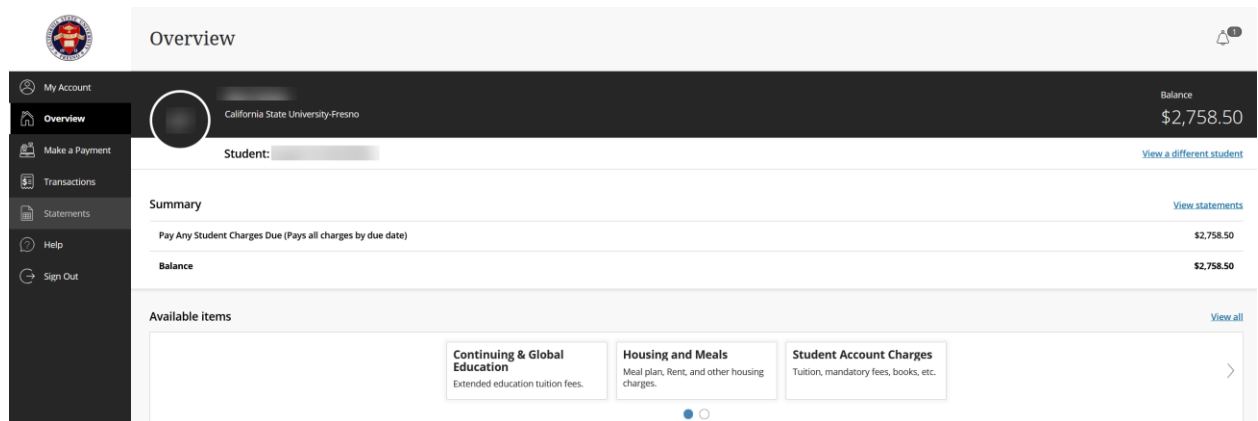 Overview
1
My Account
Overview
Make a Payment
Transactions
Statements
Help
Sign Out
California State University-Fresno
Balance
$2,758.50
Student:
View a different student
Summary
View statements
Pay Any Student Charges Due (Pays all charges by due date)
$2,758.50
Balance
$2,758.50
Available items
View all
Continuing & Global
Education
Extended education tuition fees.
Housing and Meals
Meal plan, Rent, and other housing
charges.
Student Account Charges
Tuition, mandatory fees, books, etc.